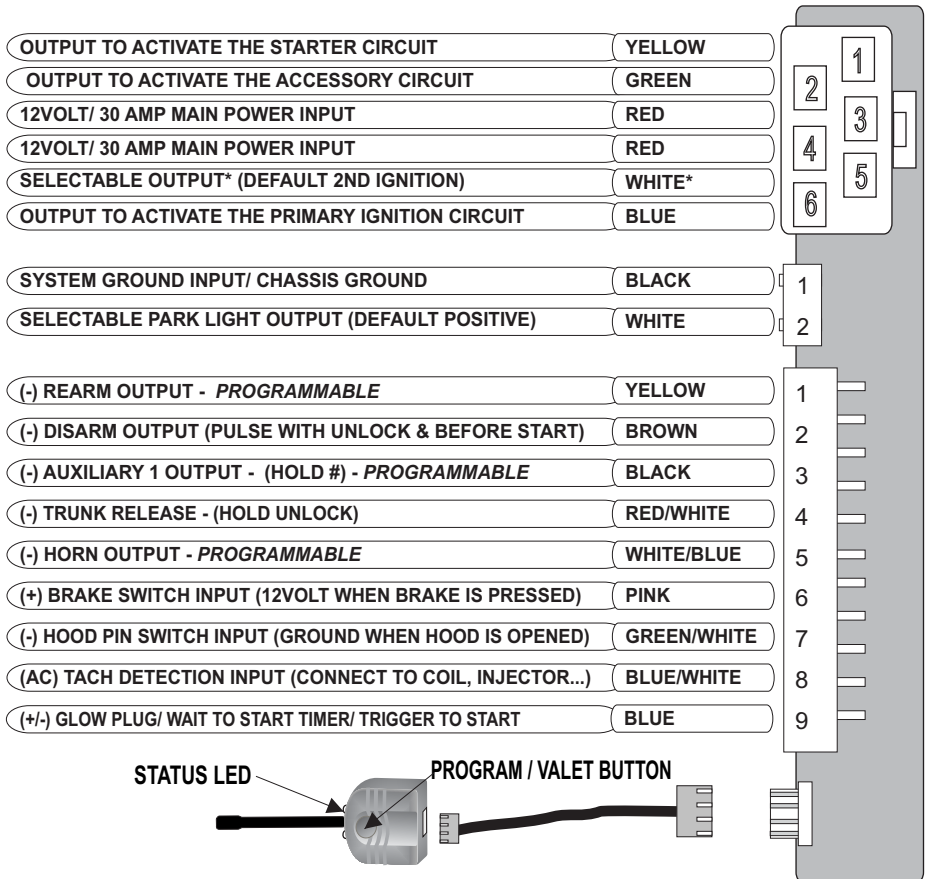 OUTPUT TO ACTIVATE THE STARTER CIRCUIT YELLOW
OUTPUT TO ACTIVATE THE ACCESSORY CIRCUIT GREEN
12VOLT/ 30 AMP MAIN POWER INPUT RED
12VOLT/ 30 AMP MAIN POWER INPUT RED
SELECTABLE OUTPUT* (DEFAULT 2ND IGNITION) WHITE*
OUTPUT TO ACTIVATE THE PRIMARY IGNITION CIRCUIT BLUE
1
2
3
4
5
6
SYSTEM GROUND INPUT/ CHASSIS GROUND BLACK 1
SELECTABLE PARK LIGHT OUTPUT (DEFAULT POSITIVE) WHITE 2
(-) REARM OUTPUT - PROGRAMMABLE YELLOW 1
(-) DISARM OUTPUT (PULSE WITH UNLOCK & BEFORE START) BROWN 2
(-) AUXILIARY 1 OUTPUT - (HOLD #) - PROGRAMMABLE BLACK 3
(-) TRUNK RELEASE - (HOLD UNLOCK) RED/WHITE 4
(-) HORN OUTPUT - PROGRAMMABLE WHITE/BLUE 5
(+) BRAKE SWITCH INPUT (12VOLT WHEN BRAKE IS PRESSED) PINK 6
(-) HOOD PIN SWITCH INPUT (GROUND WHEN HOOD IS OPENED) GREEN/WHITE 7
(AC) TACH DETECTION INPUT (CONNECT TO COIL, INJECTOR...) BLUE/WHITE 8
(+/-) GLOW PLUG/ WAIT TO START TIMER/ TRIGGER TO START BLUE 9
STATUS LED
PROGRAM / VALET BUTTON